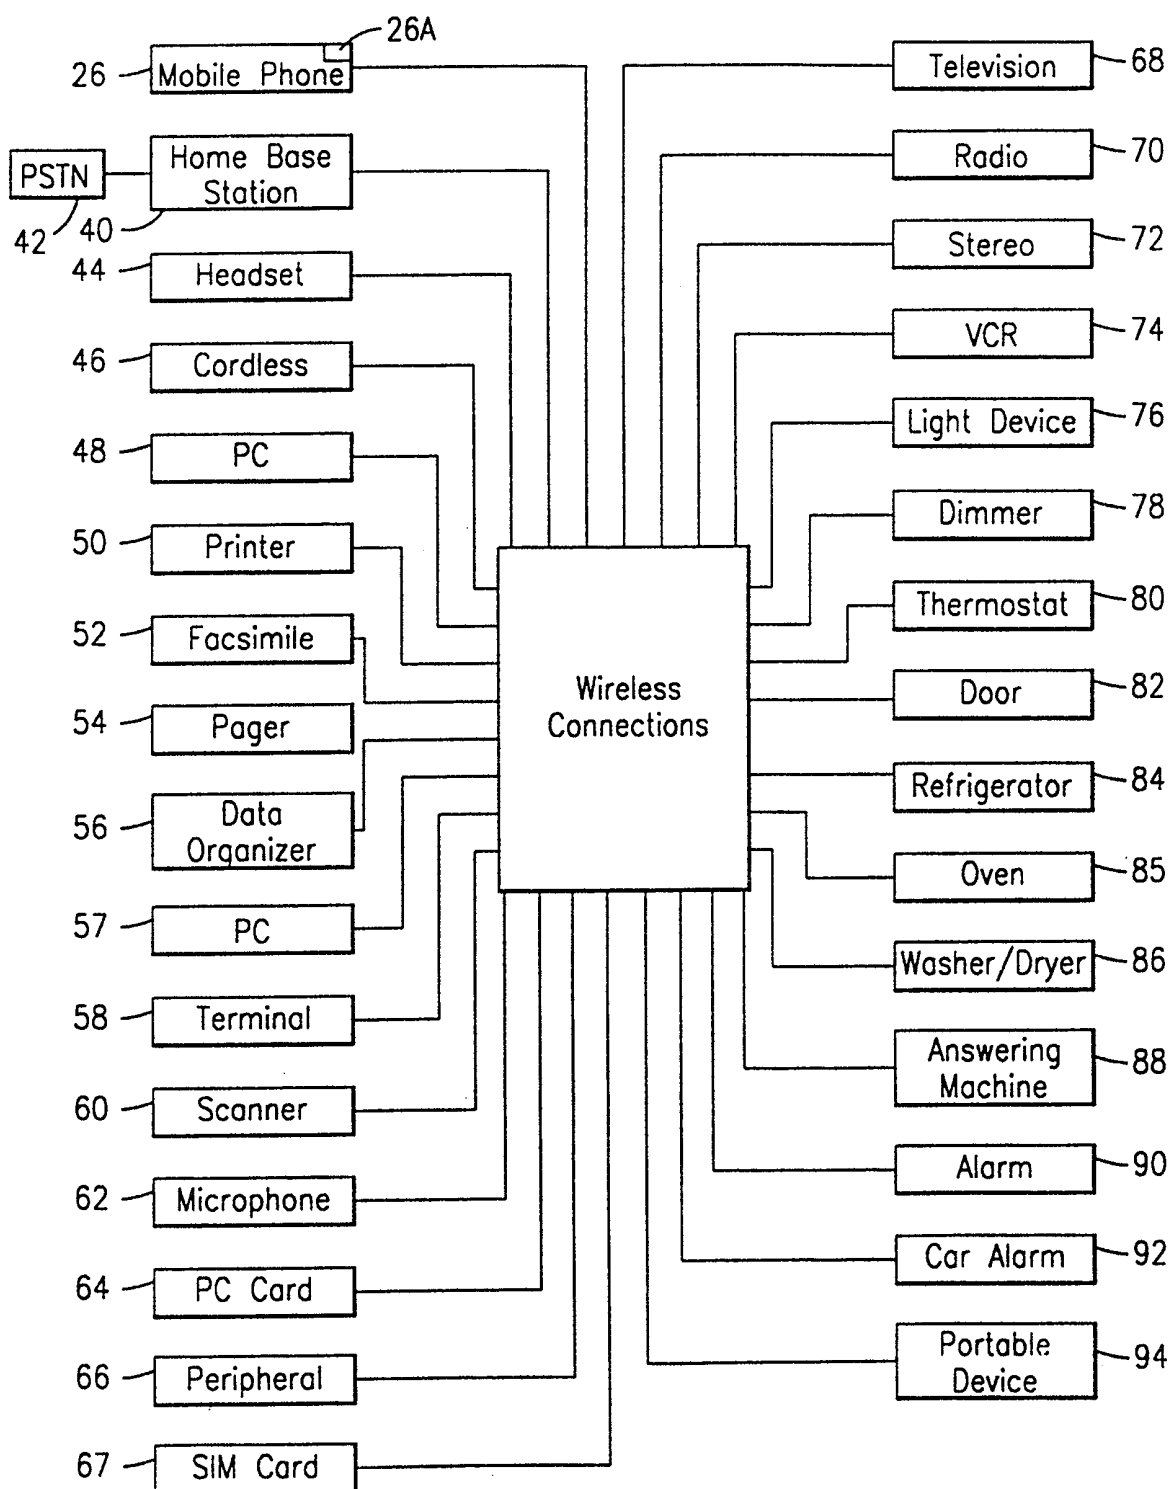 26A
26 Mobile Phone
PSTN
42
Home Base
Station
40
44 Headset
46 Cordless
48 PC
50 Printer
52 Facsimile
54 Pager
56 Data
Organizer
57 PC
58 Terminal
60 Scanner
62 Microphone
64 PC Card
66 Peripheral
67 SIM Card
Wireless
Connections
Television 68
Radio 70
Stereo 72
VCR 74
Light Device 76
Dimmer 78
Thermostat 80
Door 82
Refrigerator 84
Oven 85
Washer/Dryer 86
Answering
Machine 88
Alarm 90
Car Alarm 92
Portable
Device 94